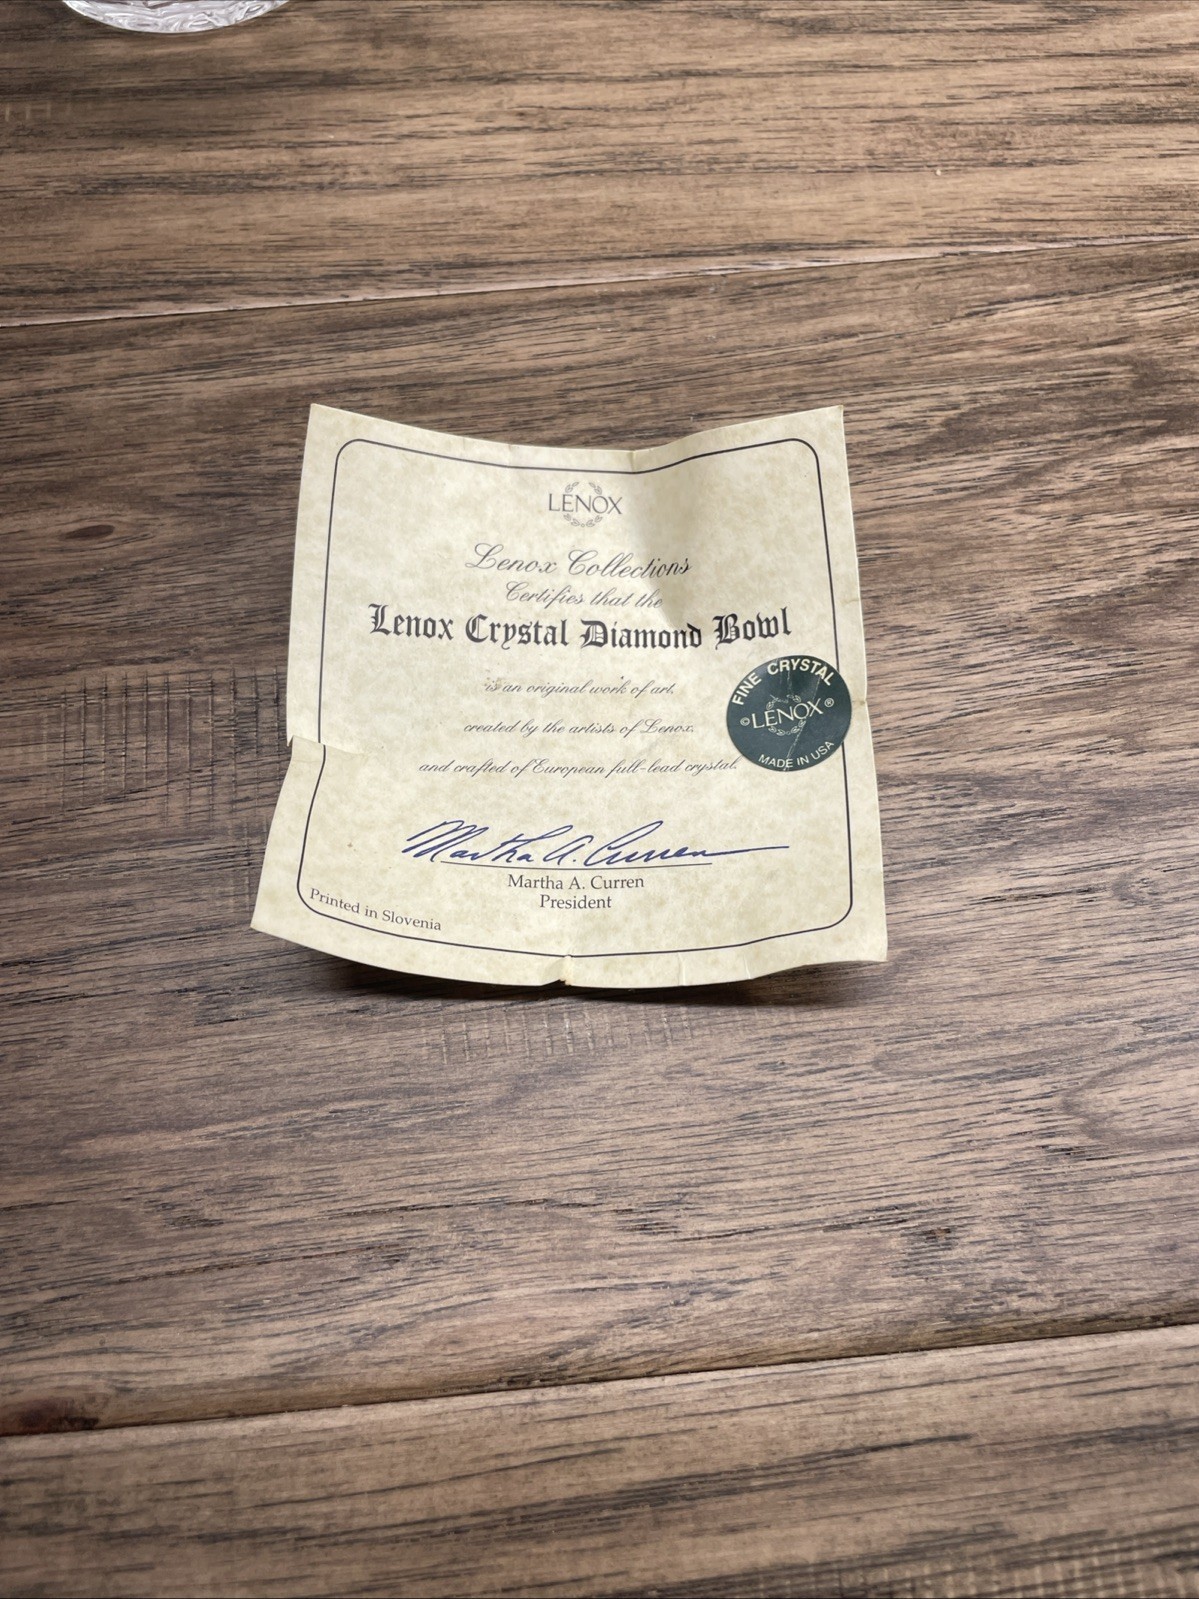 LENOX
Lenox Collections
Certifies that the
Lenox Crystal Diamond Bowl
is an original work of art,
created by the artists of Lenox,
and crafted of European full-lead crystal.
FINE CRYSTAL
©LENOX®
MADE IN USA
Martha A. Curren
Martha A. Curren
President
Printed in Slovenia